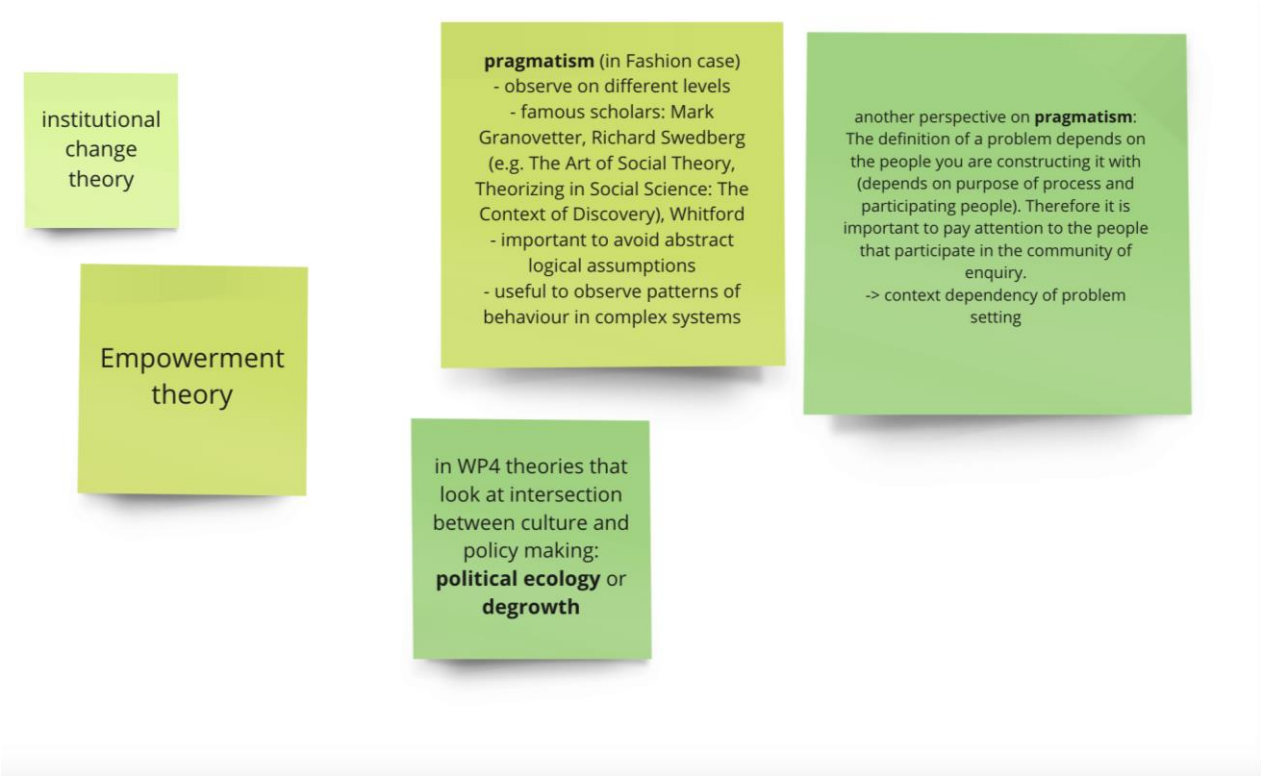 institutional
change
theory
Empowerment
theory
pragmatism (in Fashion case)
- observe on different levels
- famous scholars: Mark
Granovetter, Richard Swedberg
(e.g. The Art of Social Theory,
Theorizing in Social Science: The
Context of Discovery), Whitford
- important to avoid abstract
logical assumptions
- useful to observe patterns of
behaviour in complex systems
another perspective on pragmatism:
The definition of a problem depends on
the people you are constructing it with
(depends on purpose of process and
participating people). Therefore it is
important to pay attention to the people
that participate in the community of
enquiry.
-> context dependency of problem
setting
in WP4 theories that
look at intersection
between culture and
policy making:
political ecology or
degrowth